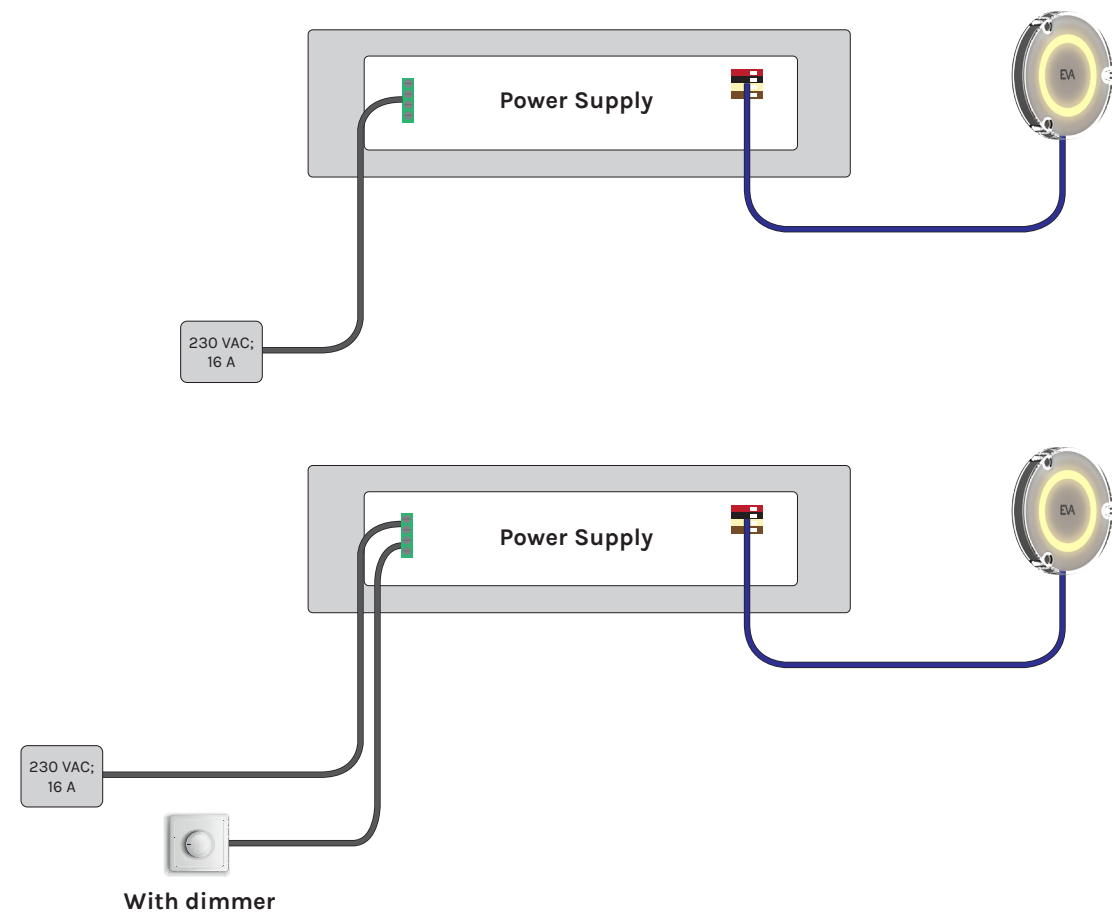 Power Supply
EVA
230 VAC;
16 A
Power Supply
EVA
230 VAC;
16 A
With dimmer